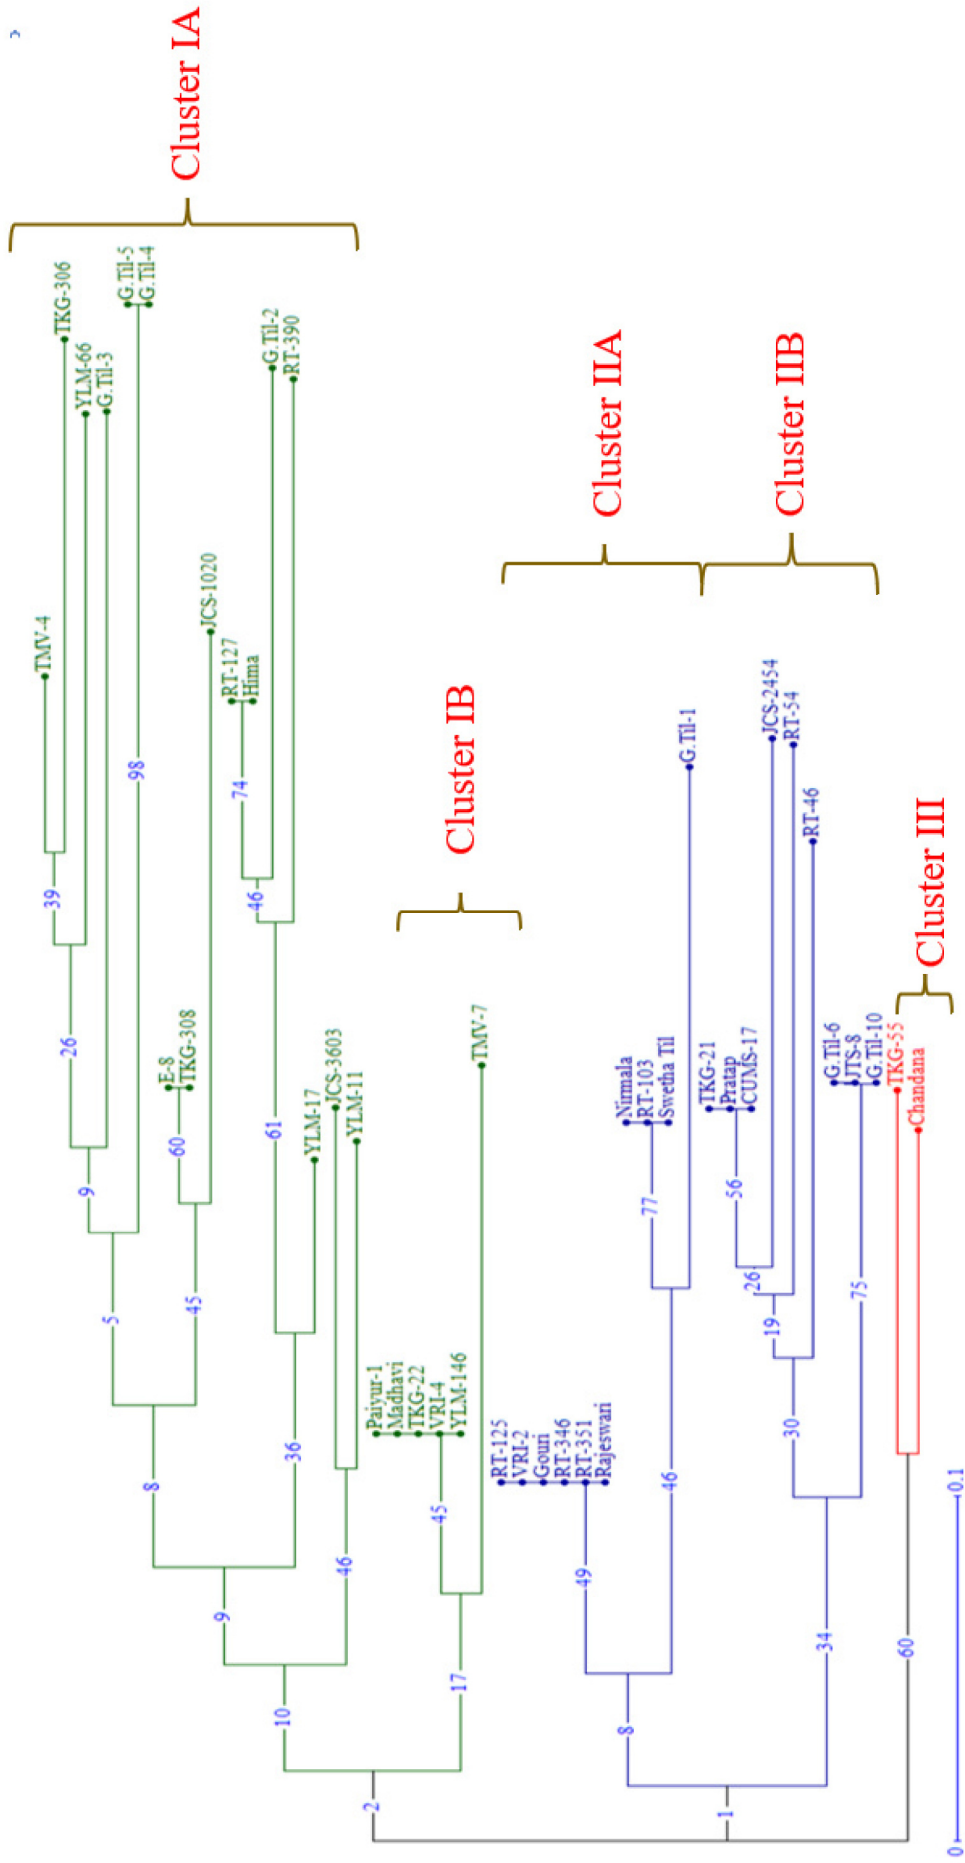 TMV-4
TKG-306
YLM-66
G.Til-3
G.Til-5
G.Til-4
39
26
9
98
5
E-8
TKG-308
JCS-1020
60
45
8
RT-127
Hima
G.Til-2
RT-390
74
46
61
YLM-17
36
9
JCS-3603
YLM-11
46
10
Cluster IA
Paiyur-1
Madhavi
TKG-22
VRI-4
YLM-146
TMV-7
45
17
2
Cluster IB
RT-125
VRI-2
Gouri
RT-346
RT-351
Rajeswari
49
Nirmala
RT-103
Swetha Til
G.Til-1
77
46
8
Cluster IIA
TKG-21
Pratap
CUMS-17
JCS-2454
RT-54
RT-46
56
26
19
30
G.Til-6
JTS-8
G.Til-10
75
34
1
Cluster IIB
TKG-55
Chandana
60
Cluster III
0
0.1